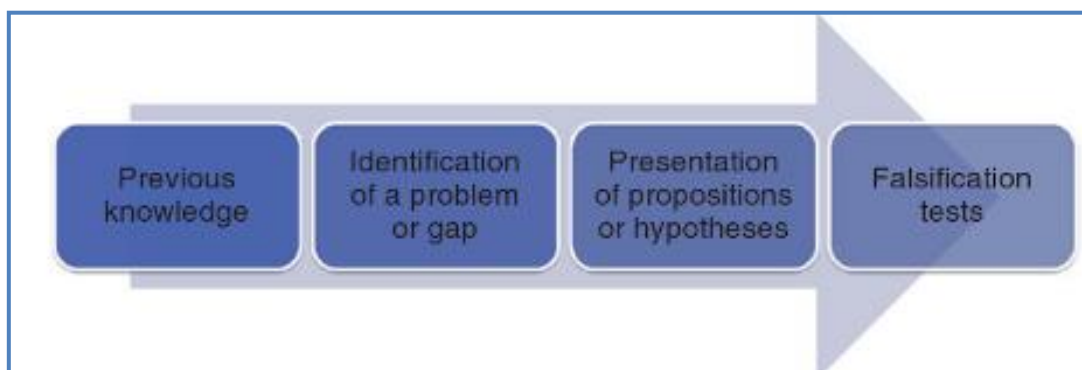 Previous
knowledge
Identification
of a problem
or gap
Presentation
of propositions
or hypotheses
Falsification
tests